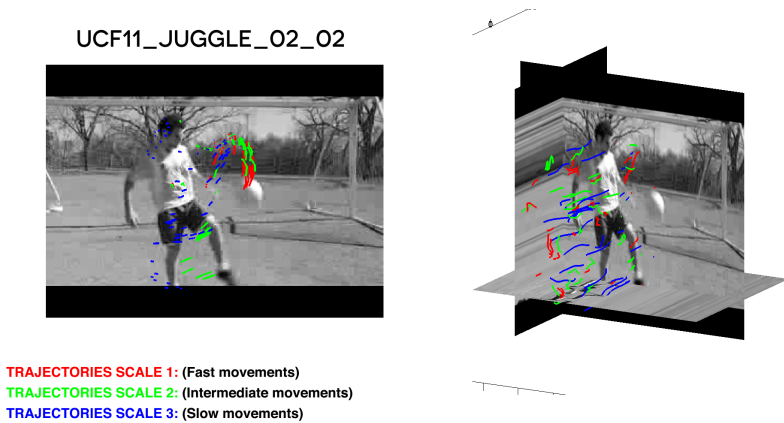 UCF11_JUGGLE_02_02
TRAJECTORIES SCALE 1: (Fast movements)
TRAJECTORIES SCALE 2: (Intermediate movements)
TRAJECTORIES SCALE 3: (Slow movements)